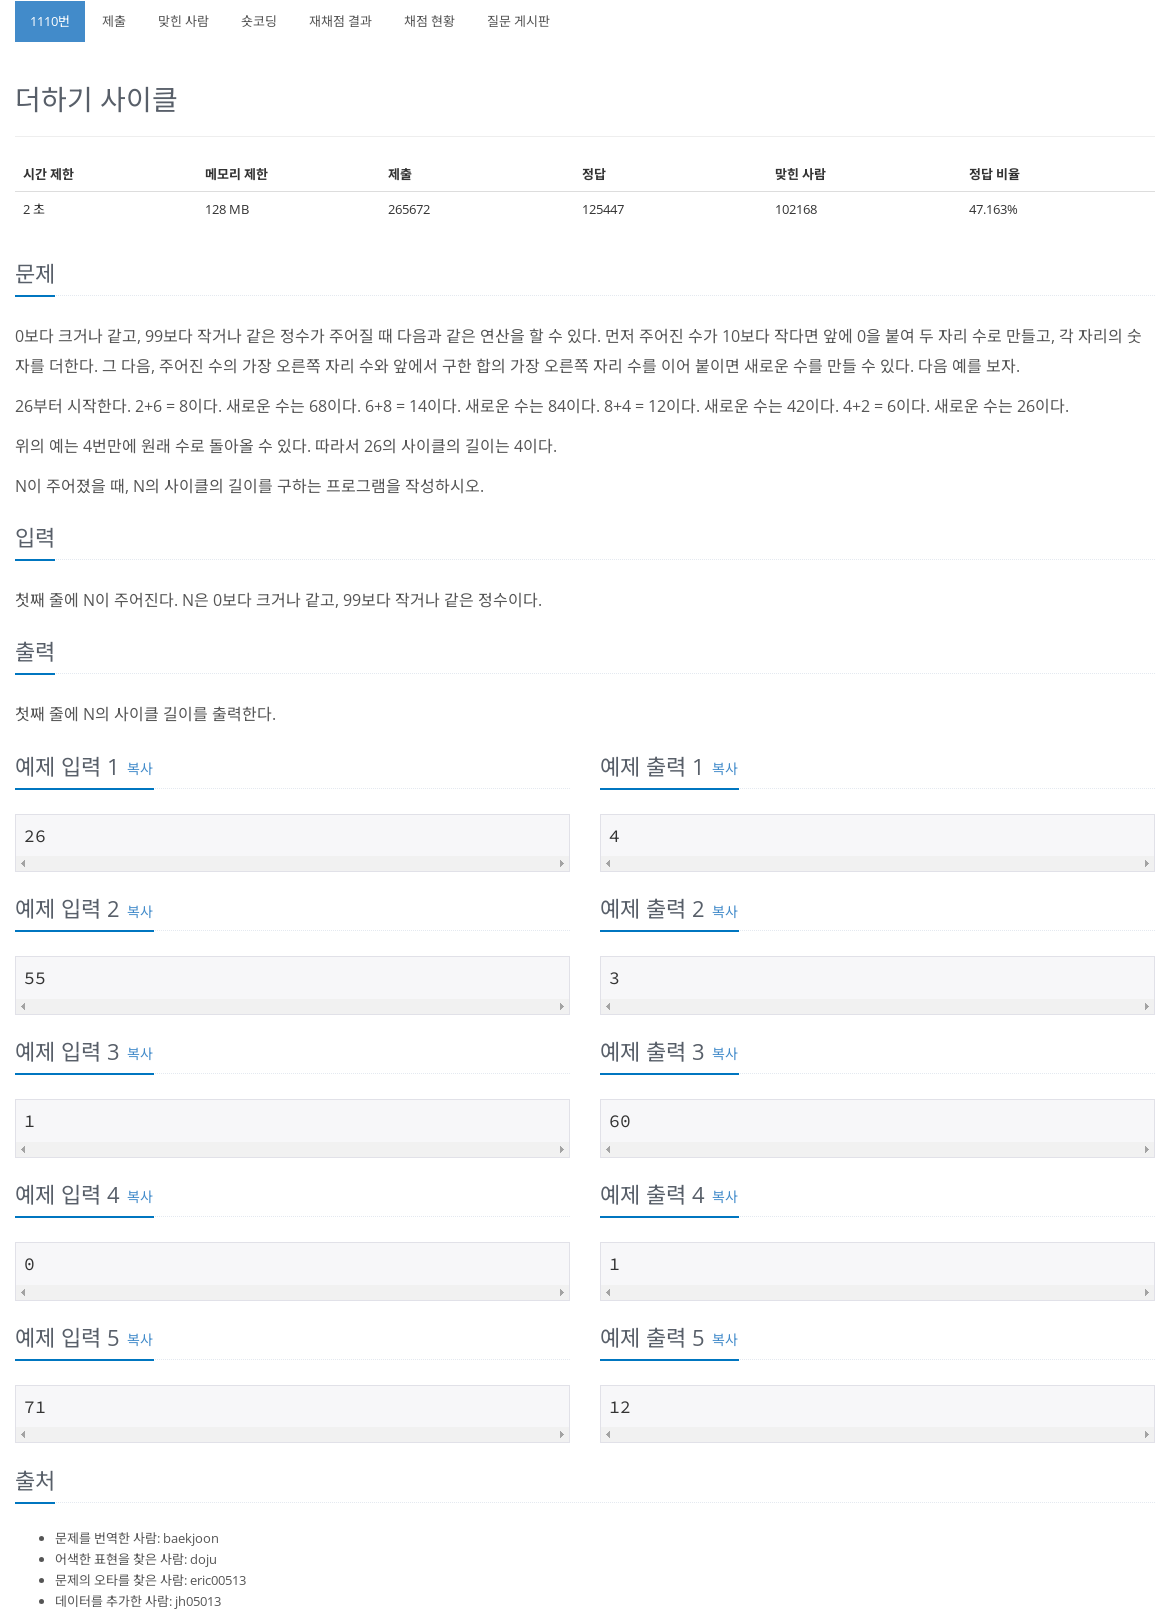 1110번 제출 맞힌 사람 숏코딩 재채점 결과 채점 현황 질문 게시판
더하기 사이클
시간 제한 메모리 제한 제출 정답 맞힌 사람 정답 비율
2 초 128 MB 265672 125447 102168 47.163%
문제
0보다 크거나 같고, 99보다 작거나 같은 정수가 주어질 때 다음과 같은 연산을 할 수 있다. 먼저 주어진 수가 10보다 작다면 앞에 0을 붙여 두 자리 수로 만들고, 각 자리의 숫
자를 더한다. 그 다음, 주어진 수의 가장 오른쪽 자리 수와 앞에서 구한 합의 가장 오른쪽 자리 수를 이어 붙이면 새로운 수를 만들 수 있다. 다음 예를 보자.
26부터 시작한다. 2+6 = 8이다. 새로운 수는 68이다. 6+8 = 14이다. 새로운 수는 84이다. 8+4 = 12이다. 새로운 수는 42이다. 4+2 = 6이다. 새로운 수는 26이다.
위의 예는 4번만에 원래 수로 돌아올 수 있다. 따라서 26의 사이클의 길이는 4이다.
N이 주어졌을 때, N의 사이클의 길이를 구하는 프로그램을 작성하시오.
입력
첫째 줄에 N이 주어진다. N은 0보다 크거나 같고, 99보다 작거나 같은 정수이다.
출력
첫째 줄에 N의 사이클 길이를 출력한다.
예제 입력 1 복사 예제 출력 1 복사
26 4
예제 입력 2 복사 예제 출력 2 복사
55 3
예제 입력 3 복사 예제 출력 3 복사
1 60
예제 입력 4 복사 예제 출력 4 복사
0 1
예제 입력 5 복사 예제 출력 5 복사
71 12
출처
문제를 번역한 사람: baekjoon
어색한 표현을 찾은 사람: doju
문제의 오타를 찾은 사람: eric00513
데이터를 추가한 사람: jh05013